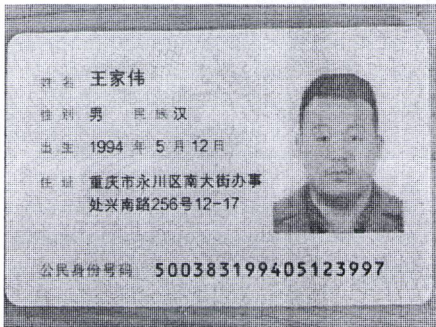 姓名 王家伟
性别 男 民族 汉
出生 1994 年 5 月 12 日
住址 重庆市永川区南大街办事
处兴南路256号12-17
公民身份号码 500383199405123997